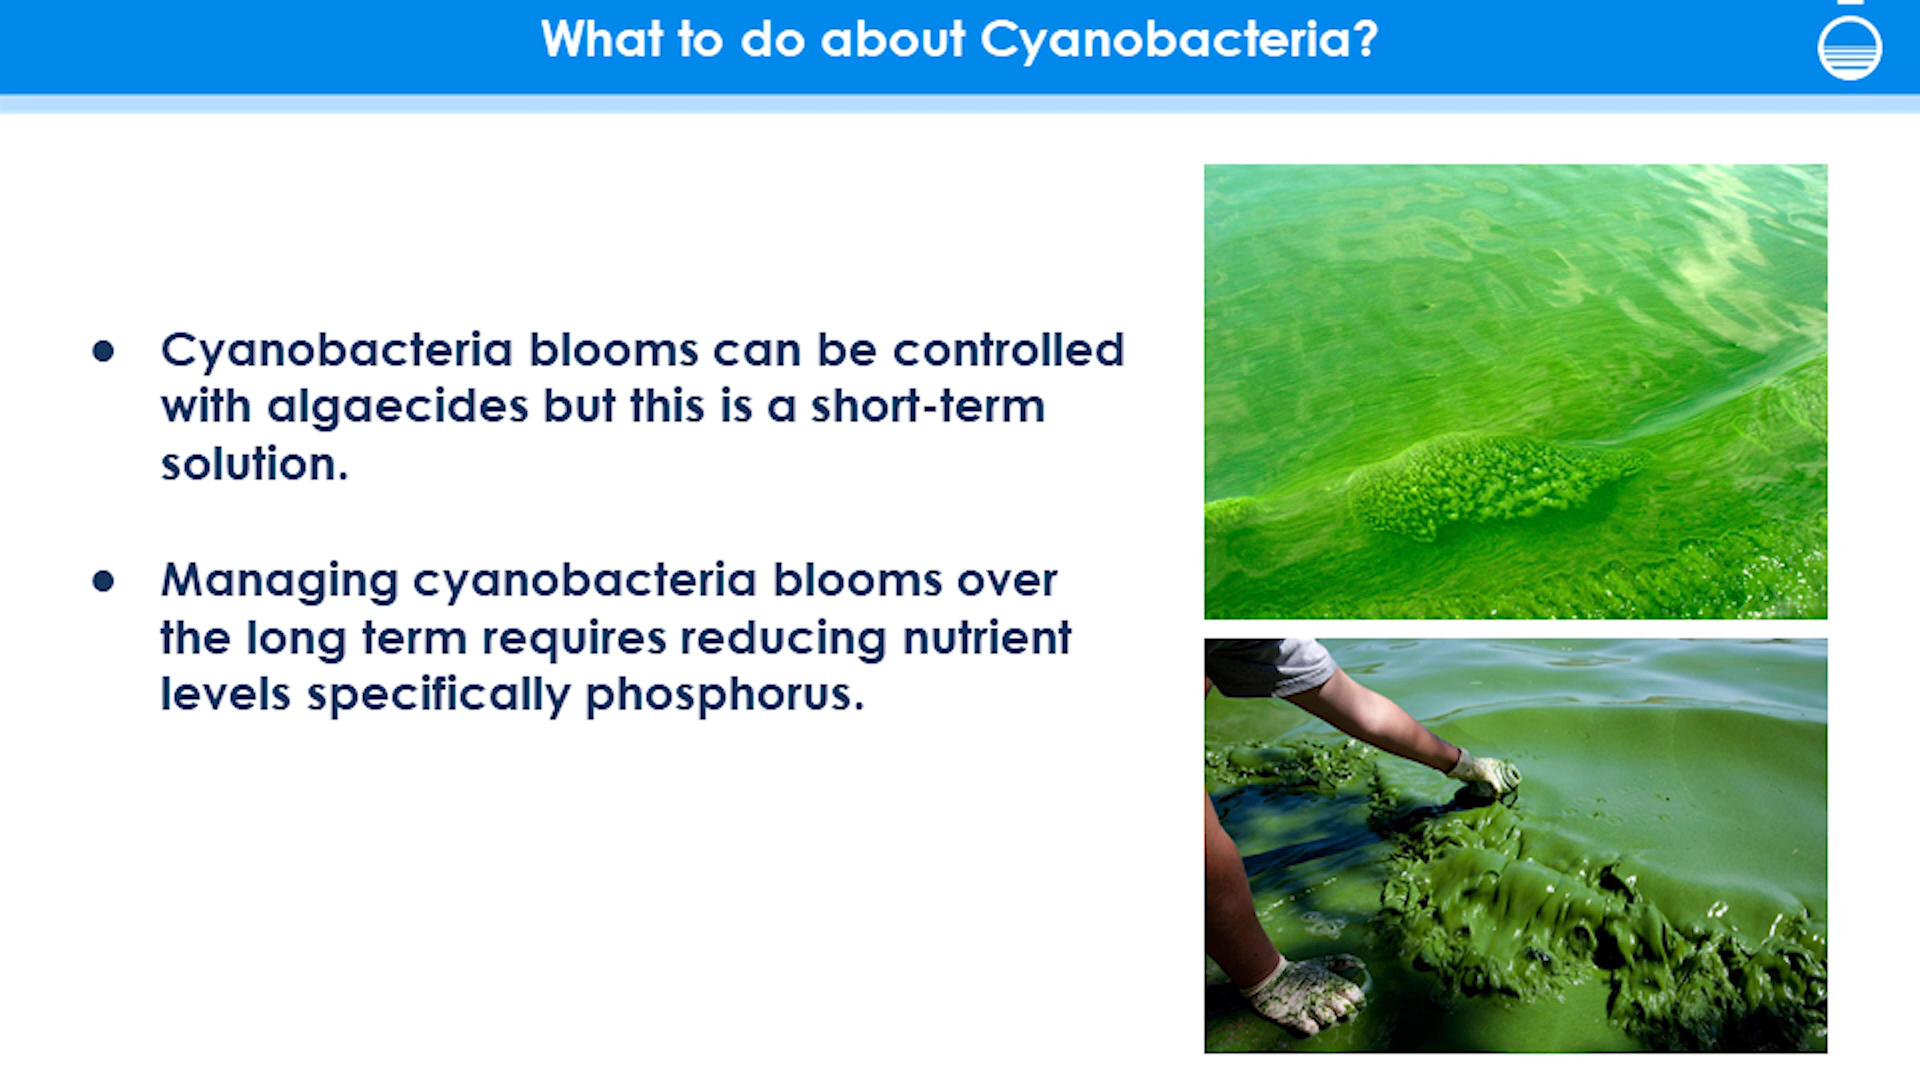 What to do about Cyanobacteria?
● Cyanobacteria blooms can be controlled
with algaecides but this is a short-term
solution.
● Managing cyanobacteria blooms over
the long term requires reducing nutrient
levels specifically phosphorus.